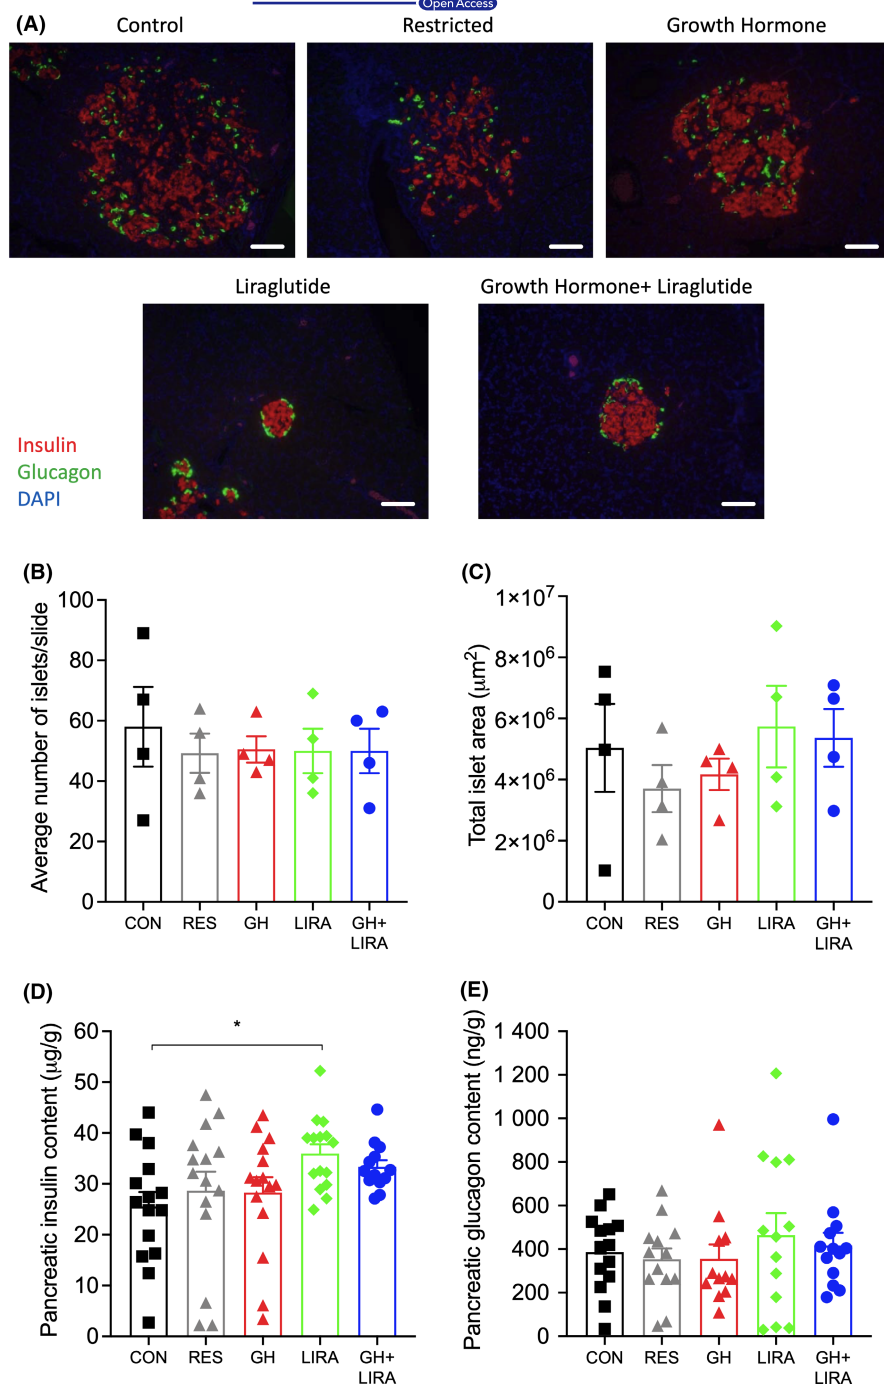 Open Access
(A)
Control
Restricted
Growth Hormone
Liraglutide
Growth Hormone+ Liraglutide
Insulin
Glucagon
DAPI
(B)
Average number of islets/slide
100
80
60
40
20
0
CON
RES
GH
LIRA
GH+
LIRA
(C)
Total islet area (μm²)
1×10⁷
8×10⁶
6×10⁶
4×10⁶
2×10⁶
0
CON
RES
GH
LIRA
GH+
LIRA
(D)
Pancreatic insulin content (μg/g)
60
50
40
30
20
10
0
*
CON
RES
GH
LIRA
GH+
LIRA
(E)
Pancreatic glucagon content (ng/g)
1 400
1 200
1 000
800
600
400
200
0
CON
RES
GH
LIRA
GH+
LIRA